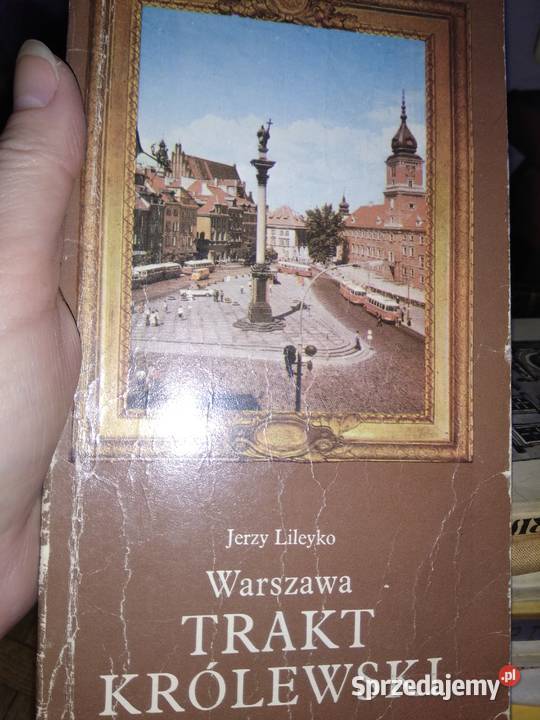 Jerzy Lileyko
Warszawa
TRAKT
KRÓLEWSKI
Sprzedajemy.pl